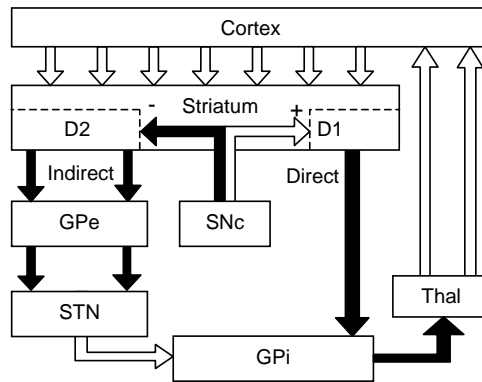 Cortex
- Striatum +
D2 D1
Indirect Direct
GPe SNc
Thal
STN
GPi